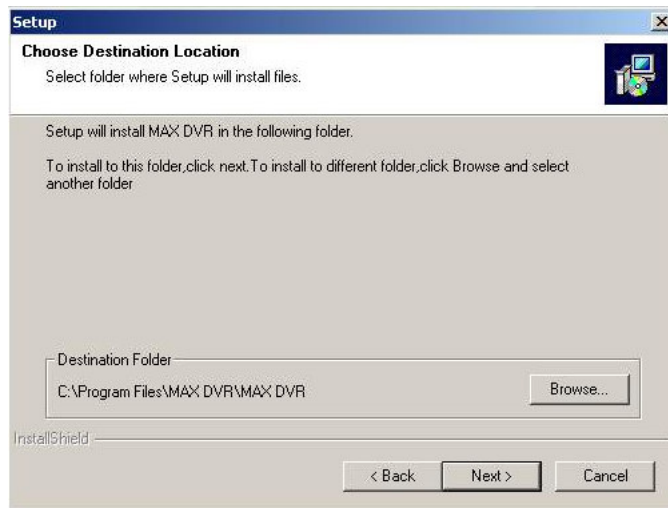 Setup
Choose Destination Location
Select folder where Setup will install files.
Setup will install MAX DVR in the following folder.
To install to this folder,click next.To install to different folder,click Browse and select
another folder
Destination Folder
C:\Program Files\MAX DVR\MAX DVR
Browse...
InstallShield
< Back
Next >
Cancel